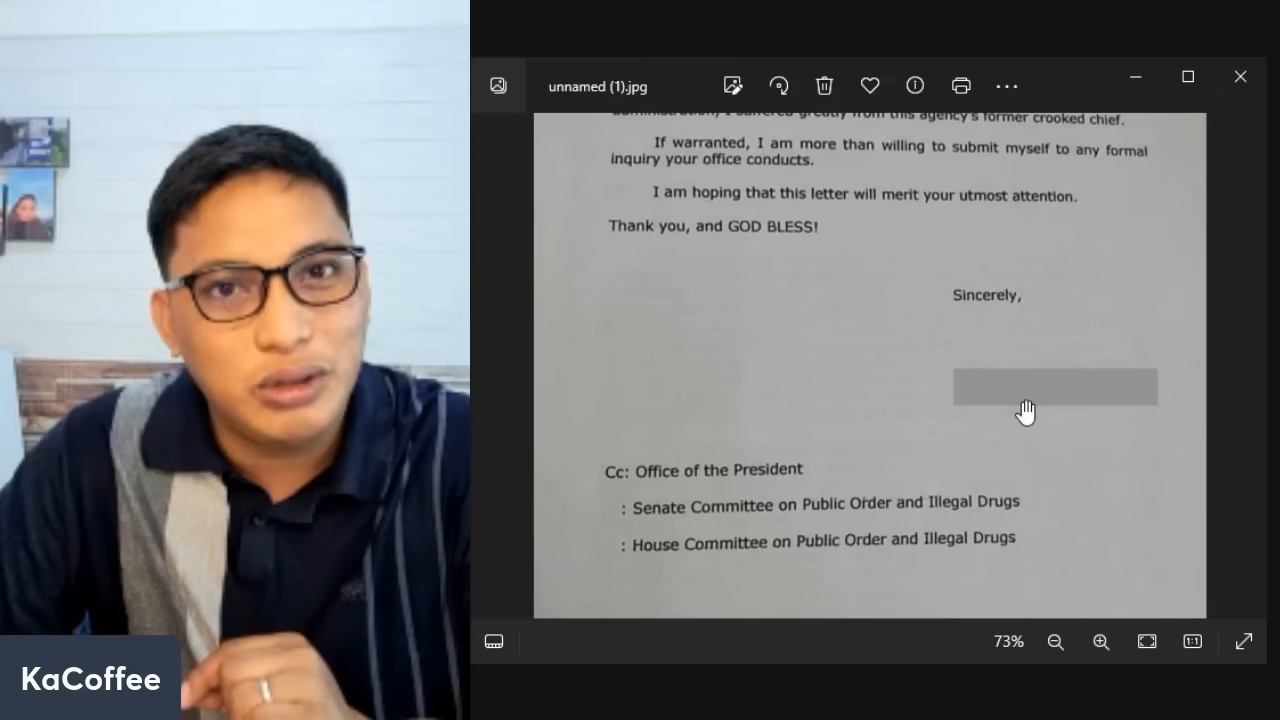 unnamed (1).jpg
administration, I suffered greatly from this agency's former crooked chief.
If warranted, I am more than willing to submit myself to any formal
inquiry your office conducts.
I am hoping that this letter will merit your utmost attention.
Thank you, and GOD BLESS!
Sincerely,
Cc: Office of the President
: Senate Committee on Public Order and Illegal Drugs
: House Committee on Public Order and Illegal Drugs
73%
1:1
KaCoffee